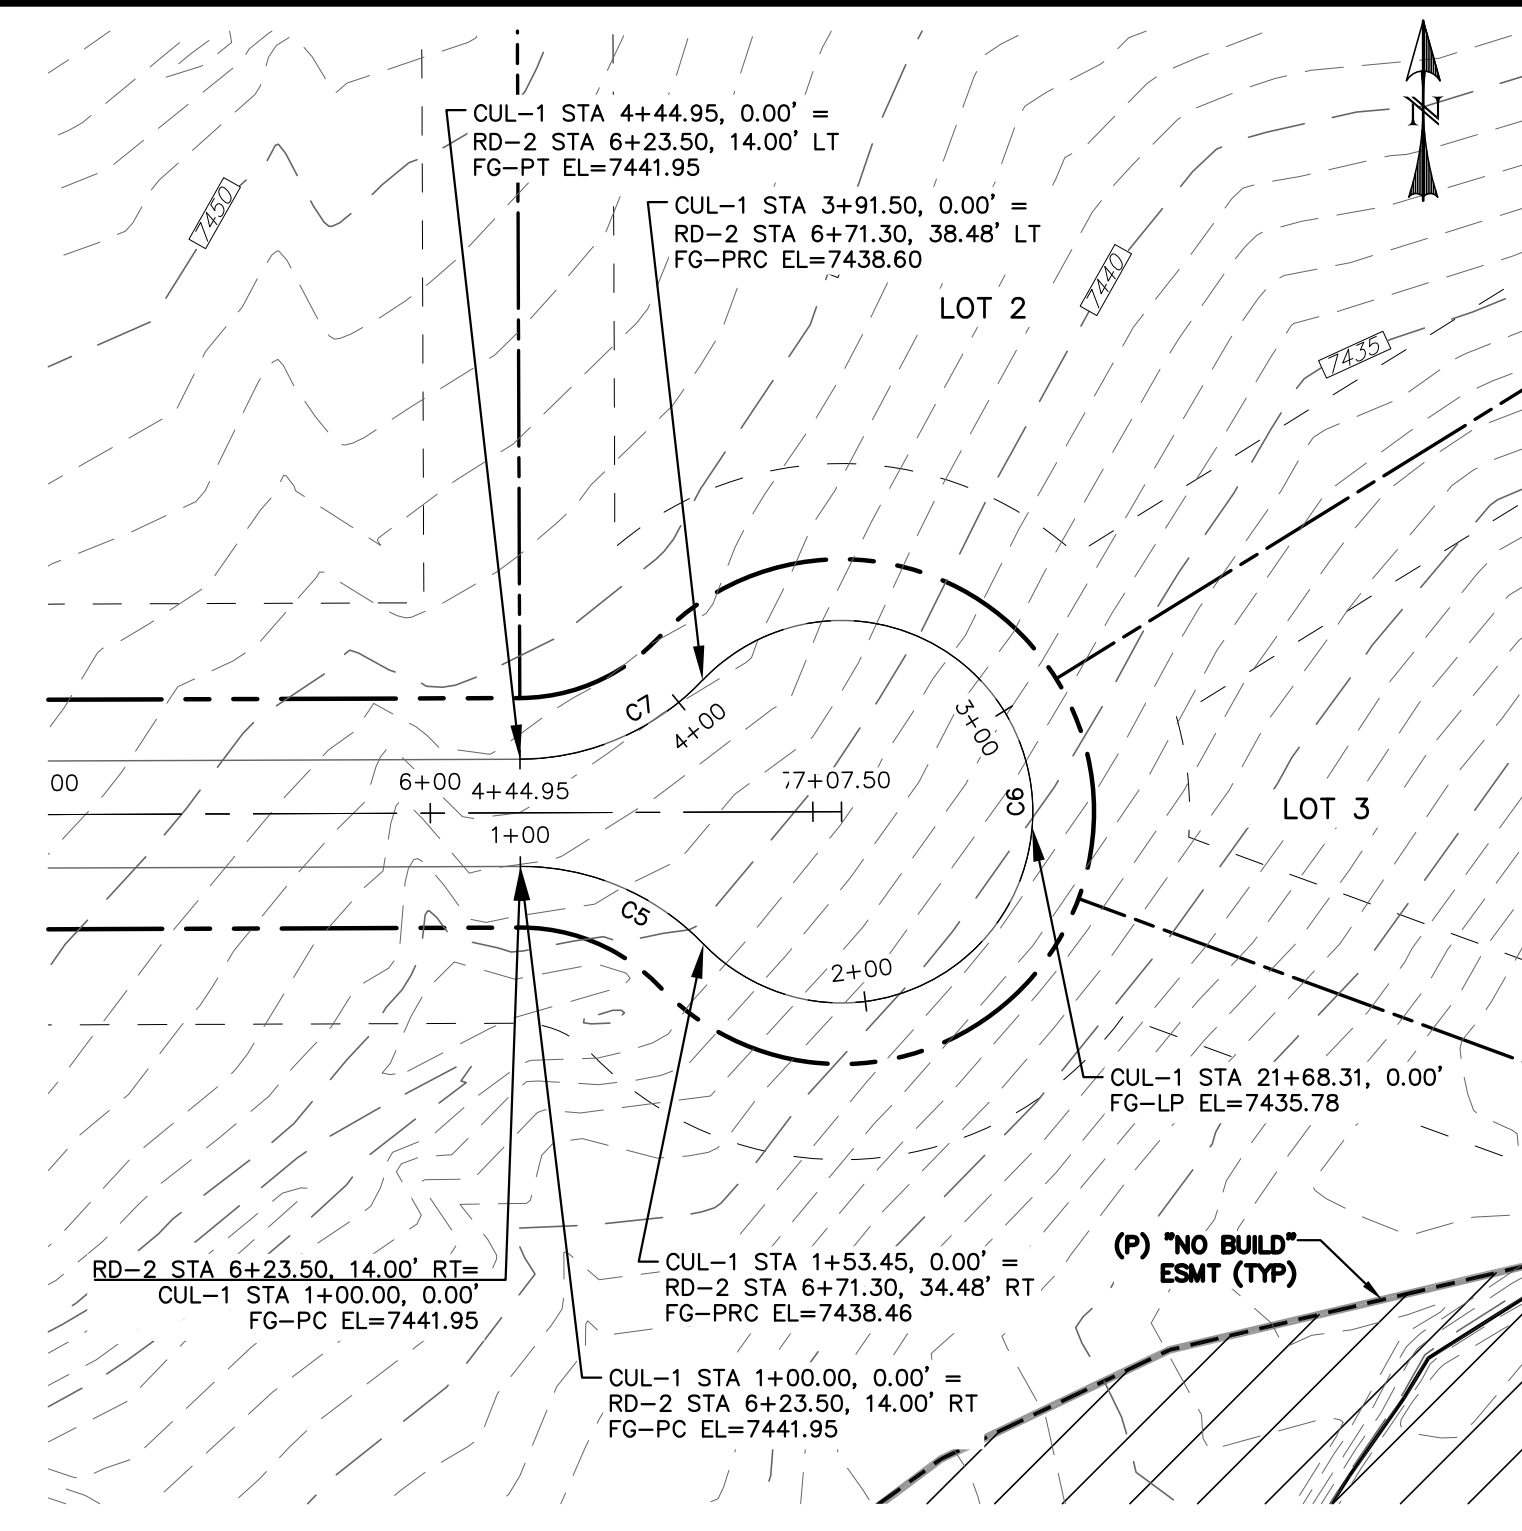 N
CUL-1 STA 4+44.95, 0.00' =
RD-2 STA 6+23.50, 14.00' LT
FG-PT EL=7441.95
CUL-1 STA 3+91.50, 0.00' =
RD-2 STA 6+71.30, 38.48' LT
FG-PRC EL=7438.60
7450
7440
LOT 2
7435
C7
4+00
3+00
00
6+00
4+44.95
7+07.50
C6
LOT 3
1+00
C5
2+00
CUL-1 STA 21+68.31, 0.00'
FG-LP EL=7435.78
RD-2 STA 6+23.50, 14.00' RT=
CUL-1 STA 1+00.00, 0.00'
FG-PC EL=7441.95
CUL-1 STA 1+53.45, 0.00' =
RD-2 STA 6+71.30, 34.48' RT
FG-PRC EL=7438.46
(P) "NO BUILD"
ESMT (TYP)
CUL-1 STA 1+00.00, 0.00' =
RD-2 STA 6+23.50, 14.00' RT
FG-PC EL=7441.95